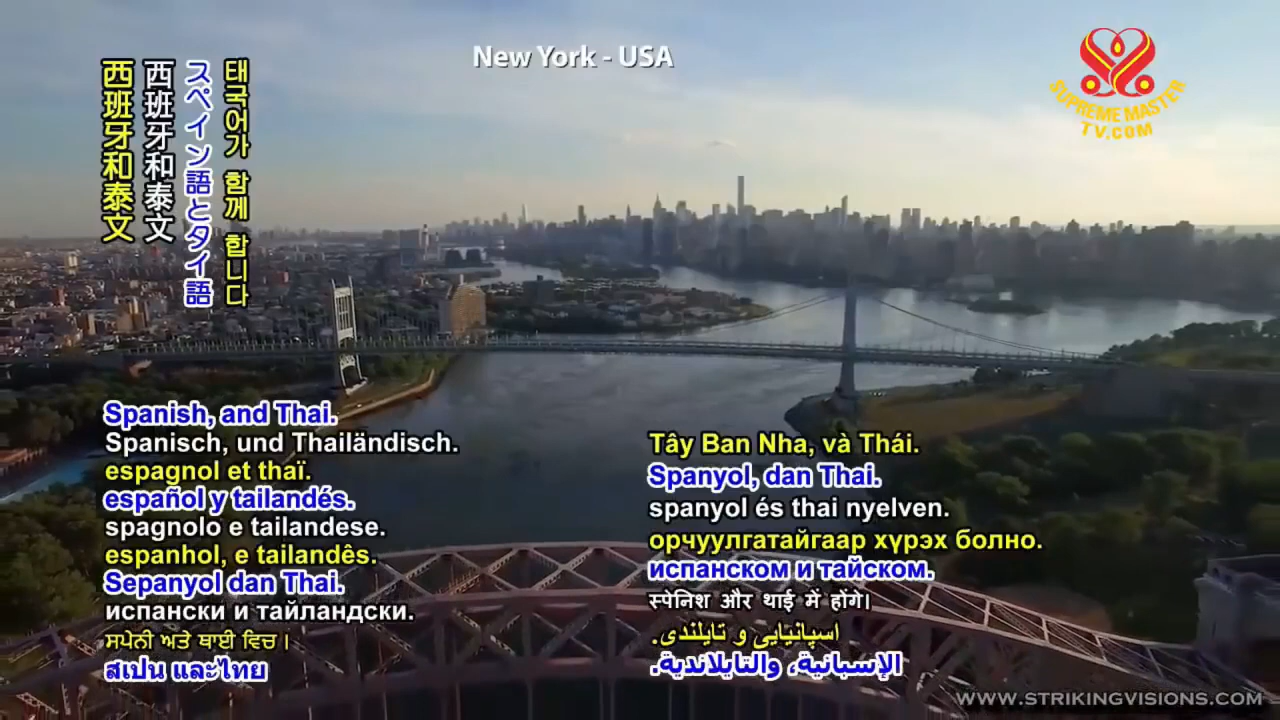 New York - USA
SUPREME MASTER
TV.COM
西班牙和泰文
西班牙和泰文
スペイン語とタイ語
태국어가 함께 합니다
Spanish, and Thai.
Spanisch, und Thailändisch.
espagnol et thaï.
español y tailandés.
spagnolo e tailandese.
espanhol, e tailandês.
Sepanyol dan Thai.
испански и тайландски.
ਸਪੇਨੀ ਅਤੇ ਥਾਈ ਵਿਚ।
สเปน และไทย
Tây Ban Nha, và Thái.
Spanyol, dan Thai.
spanyol és thai nyelven.
орчуулгатайгаар хүрэх болно.
испанском и тайском.
स्पेनिश और थाई में होंगे।
اسپانیایی و تایلندی.
الإسبانية، والتايلاندية.
WWW.STRIKINGVISIONS.COM